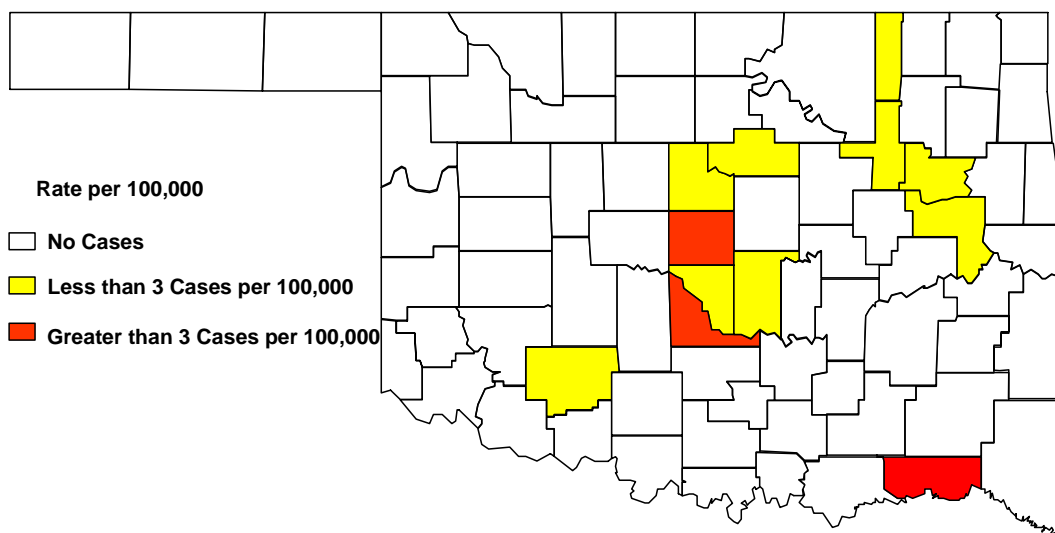 Rate per 100,000
No Cases
Less than 3 Cases per 100,000
Greater than 3 Cases per 100,000